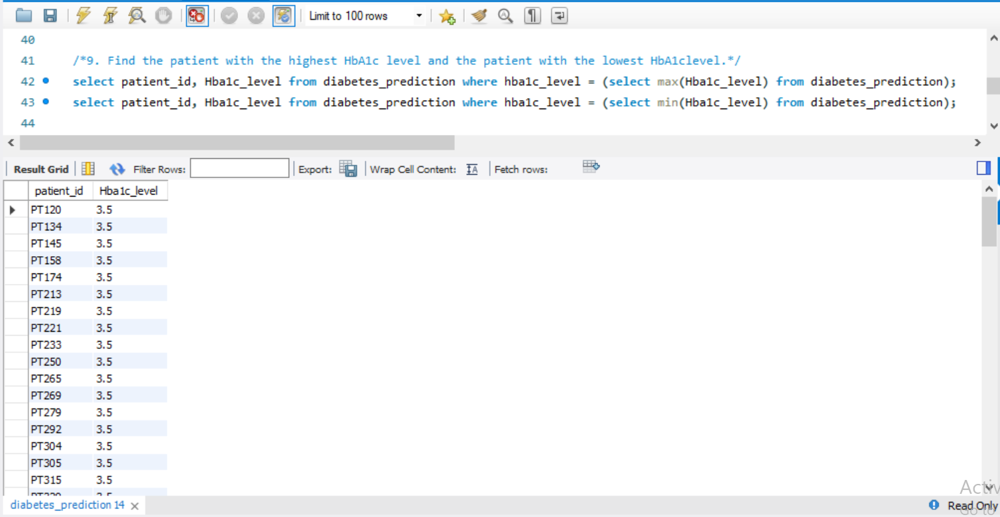 Limit to 100 rows
40
41 /*9. Find the patient with the highest HbA1c level and the patient with the lowest HbA1clevel.*/
42 select patient_id, Hba1c_level from diabetes_prediction where hba1c_level = (select max(Hba1c_level) from diabetes_prediction);
43 select patient_id, Hba1c_level from diabetes_prediction where hba1c_level = (select min(Hba1c_level) from diabetes_prediction);
44
Result Grid Filter Rows: Export: Wrap Cell Content: Fetch rows:
patient_id Hba1c_level
PT120 3.5
PT134 3.5
PT145 3.5
PT158 3.5
PT174 3.5
PT213 3.5
PT219 3.5
PT221 3.5
PT233 3.5
PT250 3.5
PT265 3.5
PT269 3.5
PT279 3.5
PT292 3.5
PT304 3.5
PT305 3.5
PT315 3.5
Activ
diabetes_prediction 14 Read Only